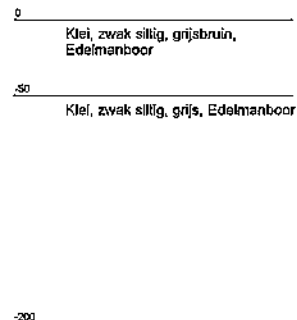 0
Klei, zwak siltig, grijsbruin,
Edelmanboor
-50
Klei, zwak siltig, grijs, Edelmanboor
-200